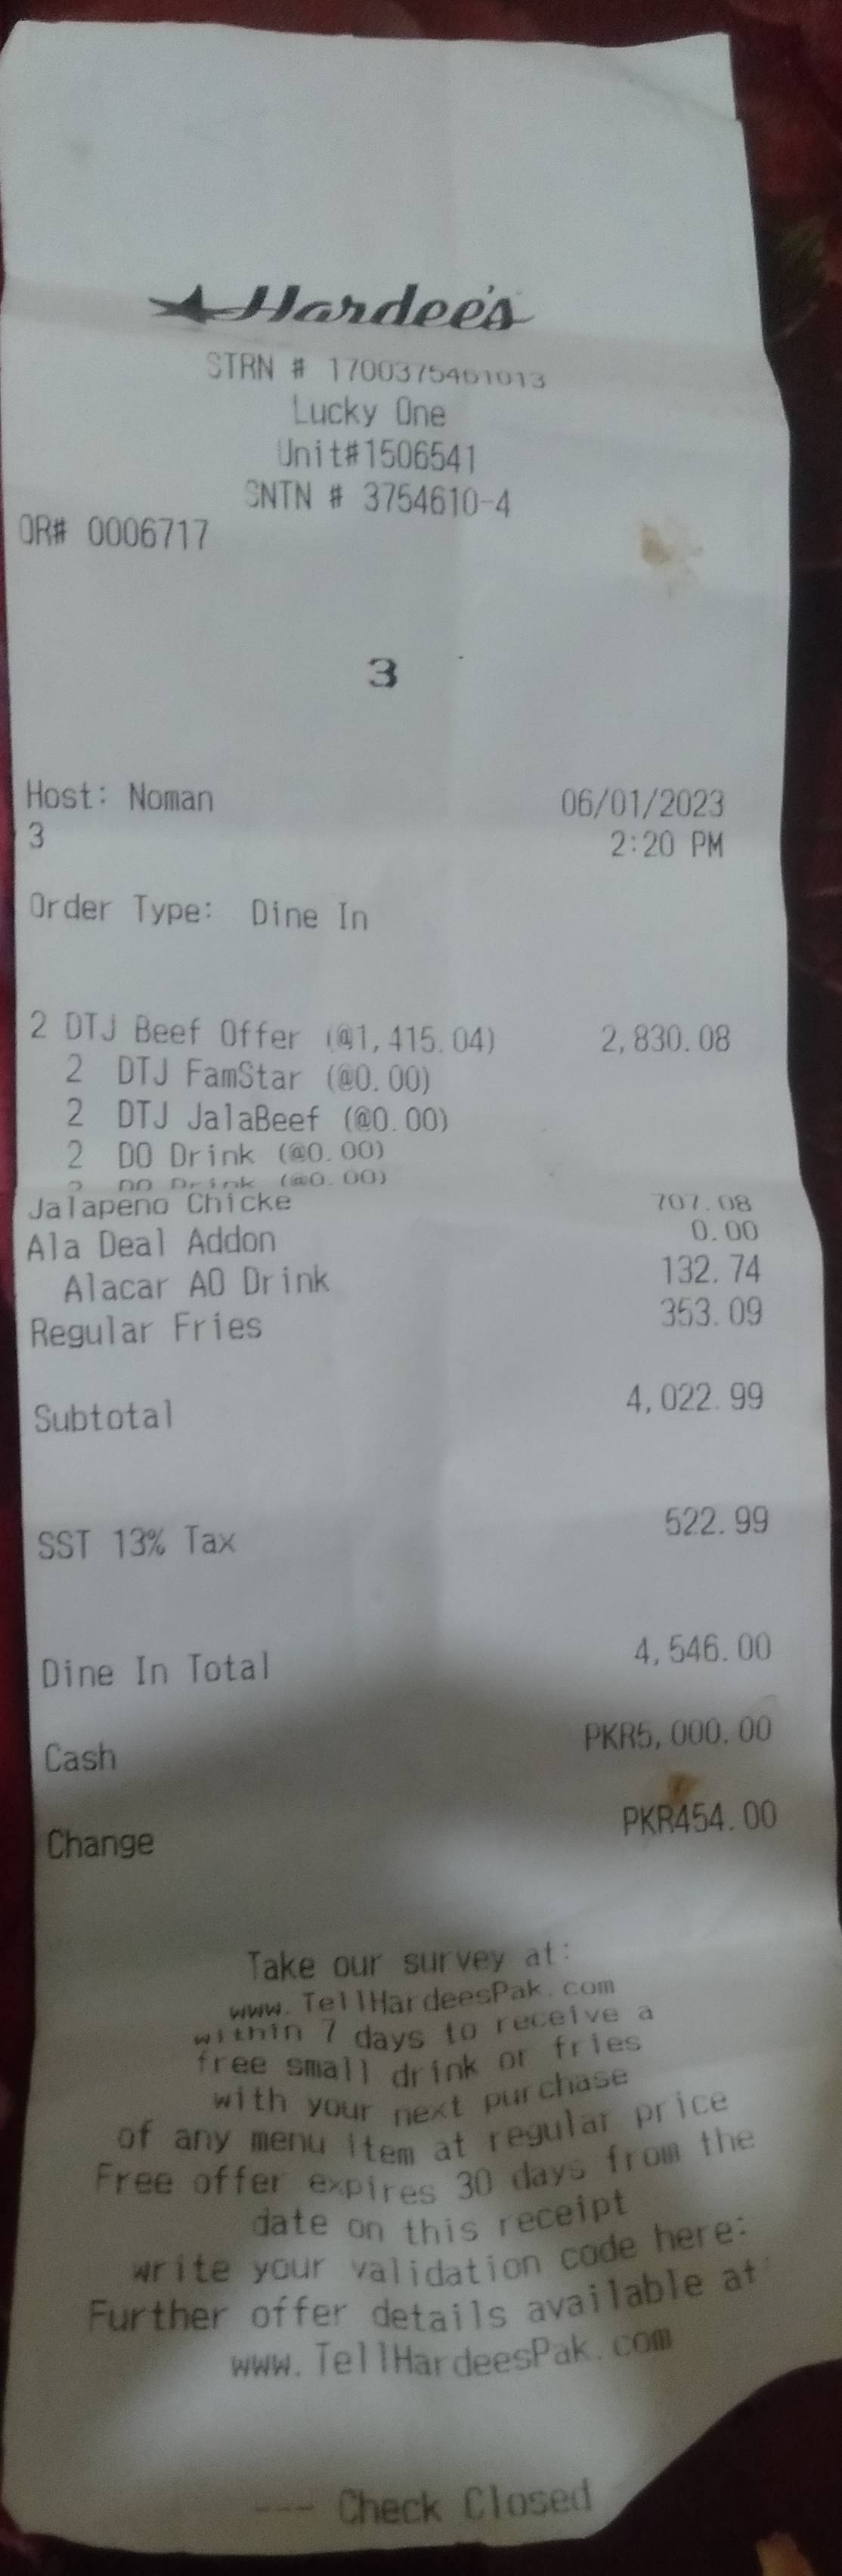 Hardee's
STRN # 1700375461013
Lucky One
Unit#1506541
SNTN # 3754610-4
OR# 0006717
3
Host: Noman 06/01/2023
3 2:20 PM
Order Type: Dine In
2 DTJ Beef Offer (@1,415.04) 2,830.08
2 DTJ FamStar (@0.00)
2 DTJ JalaBeef (@0.00)
2 DO Drink (@0.00)
2 DO Drink (@0.00)
Jalapeno Chicke 707.08
Ala Deal Addon 0.00
Alacar AO Drink 132.74
Regular Fries 353.09
Subtotal 4,022.99
SST 13% Tax 522.99
Dine In Total 4,546.00
Cash PKR5,000.00
Change PKR454.00
Take our survey at:
www.TellHardeesPak.com
within 7 days to receive a
free small drink or fries
with your next purchase
of any menu item at regular price
Free offer expires 30 days from the
date on this receipt
write your validation code here:
Further offer details available at
www.TellHardeesPak.com
--- Check Closed